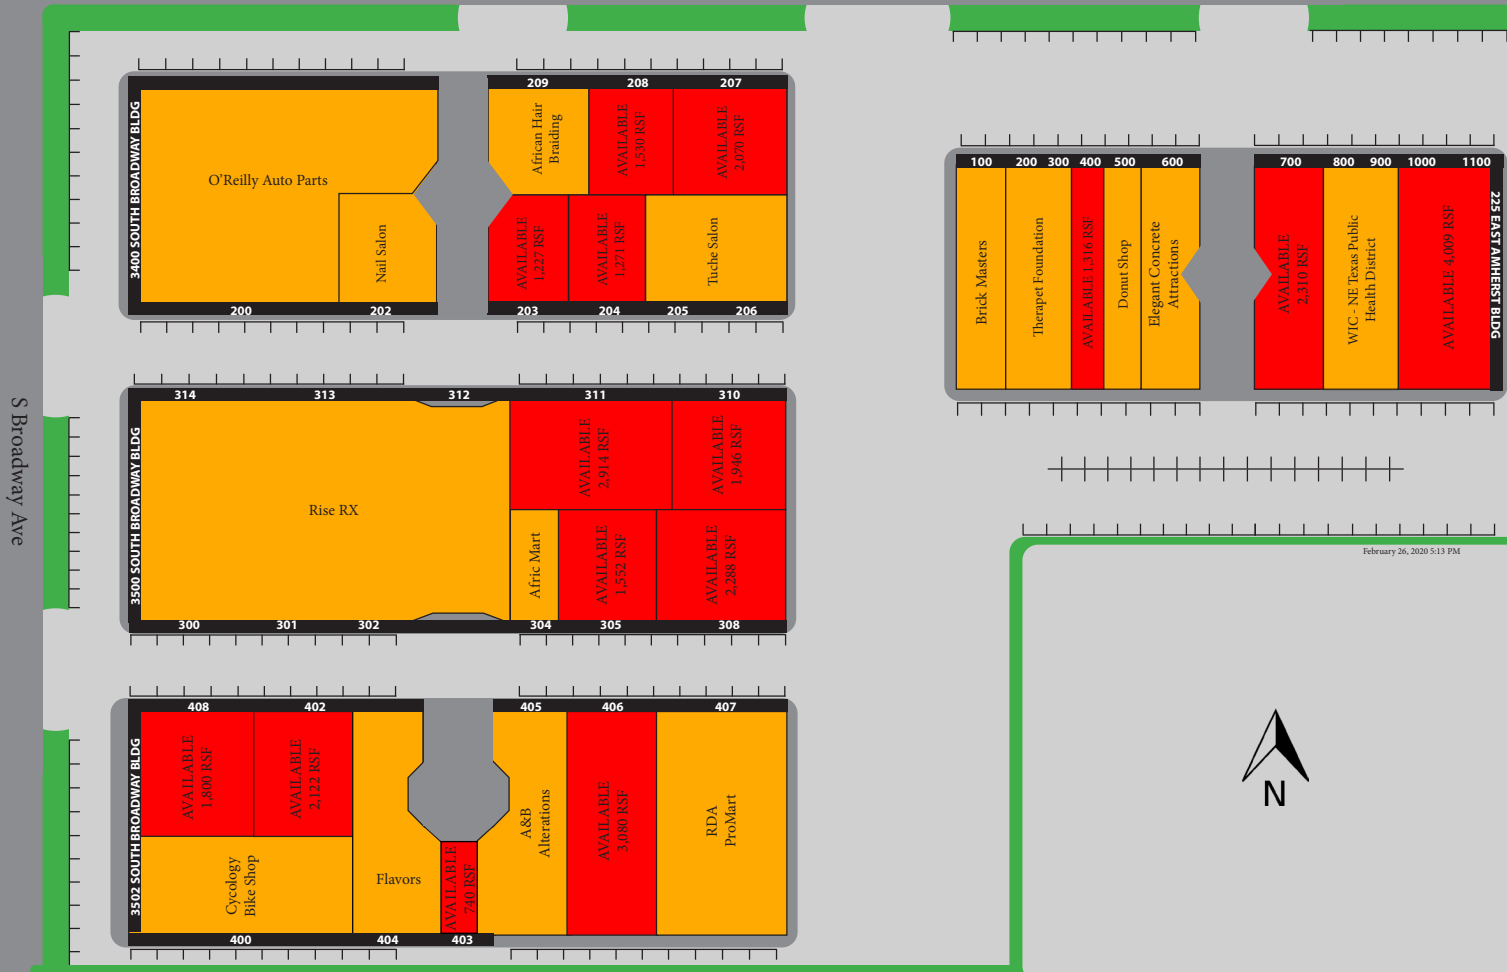 S Broadway Ave
3400 SOUTH BROADWAY BLDG
209
208
207
O'Reilly Auto Parts
Nail Salon
African Hair
Braiding
AVAILABLE
1,530 RSF
AVAILABLE
2,070 RSF
AVAILABLE
1,227 RSF
AVAILABLE
1,271 RSF
Tuche Salon
200
202
203
204
205
206
3500 SOUTH BROADWAY BLDG
314
313
312
311
310
Rise RX
AVAILABLE
2,914 RSF
AVAILABLE
1,946 RSF
Afric Mart
AVAILABLE
1,552 RSF
AVAILABLE
2,288 RSF
300
301
302
304
305
308
3502 SOUTH BROADWAY BLDG
408
402
405
406
407
AVAILABLE
1,800 RSF
AVAILABLE
2,122 RSF
Cycology
Bike Shop
Flavors
AVAILABLE
740 RSF
A&B
Alterations
AVAILABLE
3,080 RSF
RDA
ProMart
400
404
403
100
200
300
400
500
600
700
800
900
1000
1100
Brick Masters
Therapet Foundation
AVAILABLE 1,316 RSF
Donut Shop
Elegant Concrete
Attractions
AVAILABLE
2,310 RSF
WIC - NE Texas Public
Health District
AVAILABLE 4,009 RSF
225 EAST AMHERST BLDG
February 26, 2020 5:13 PM
N